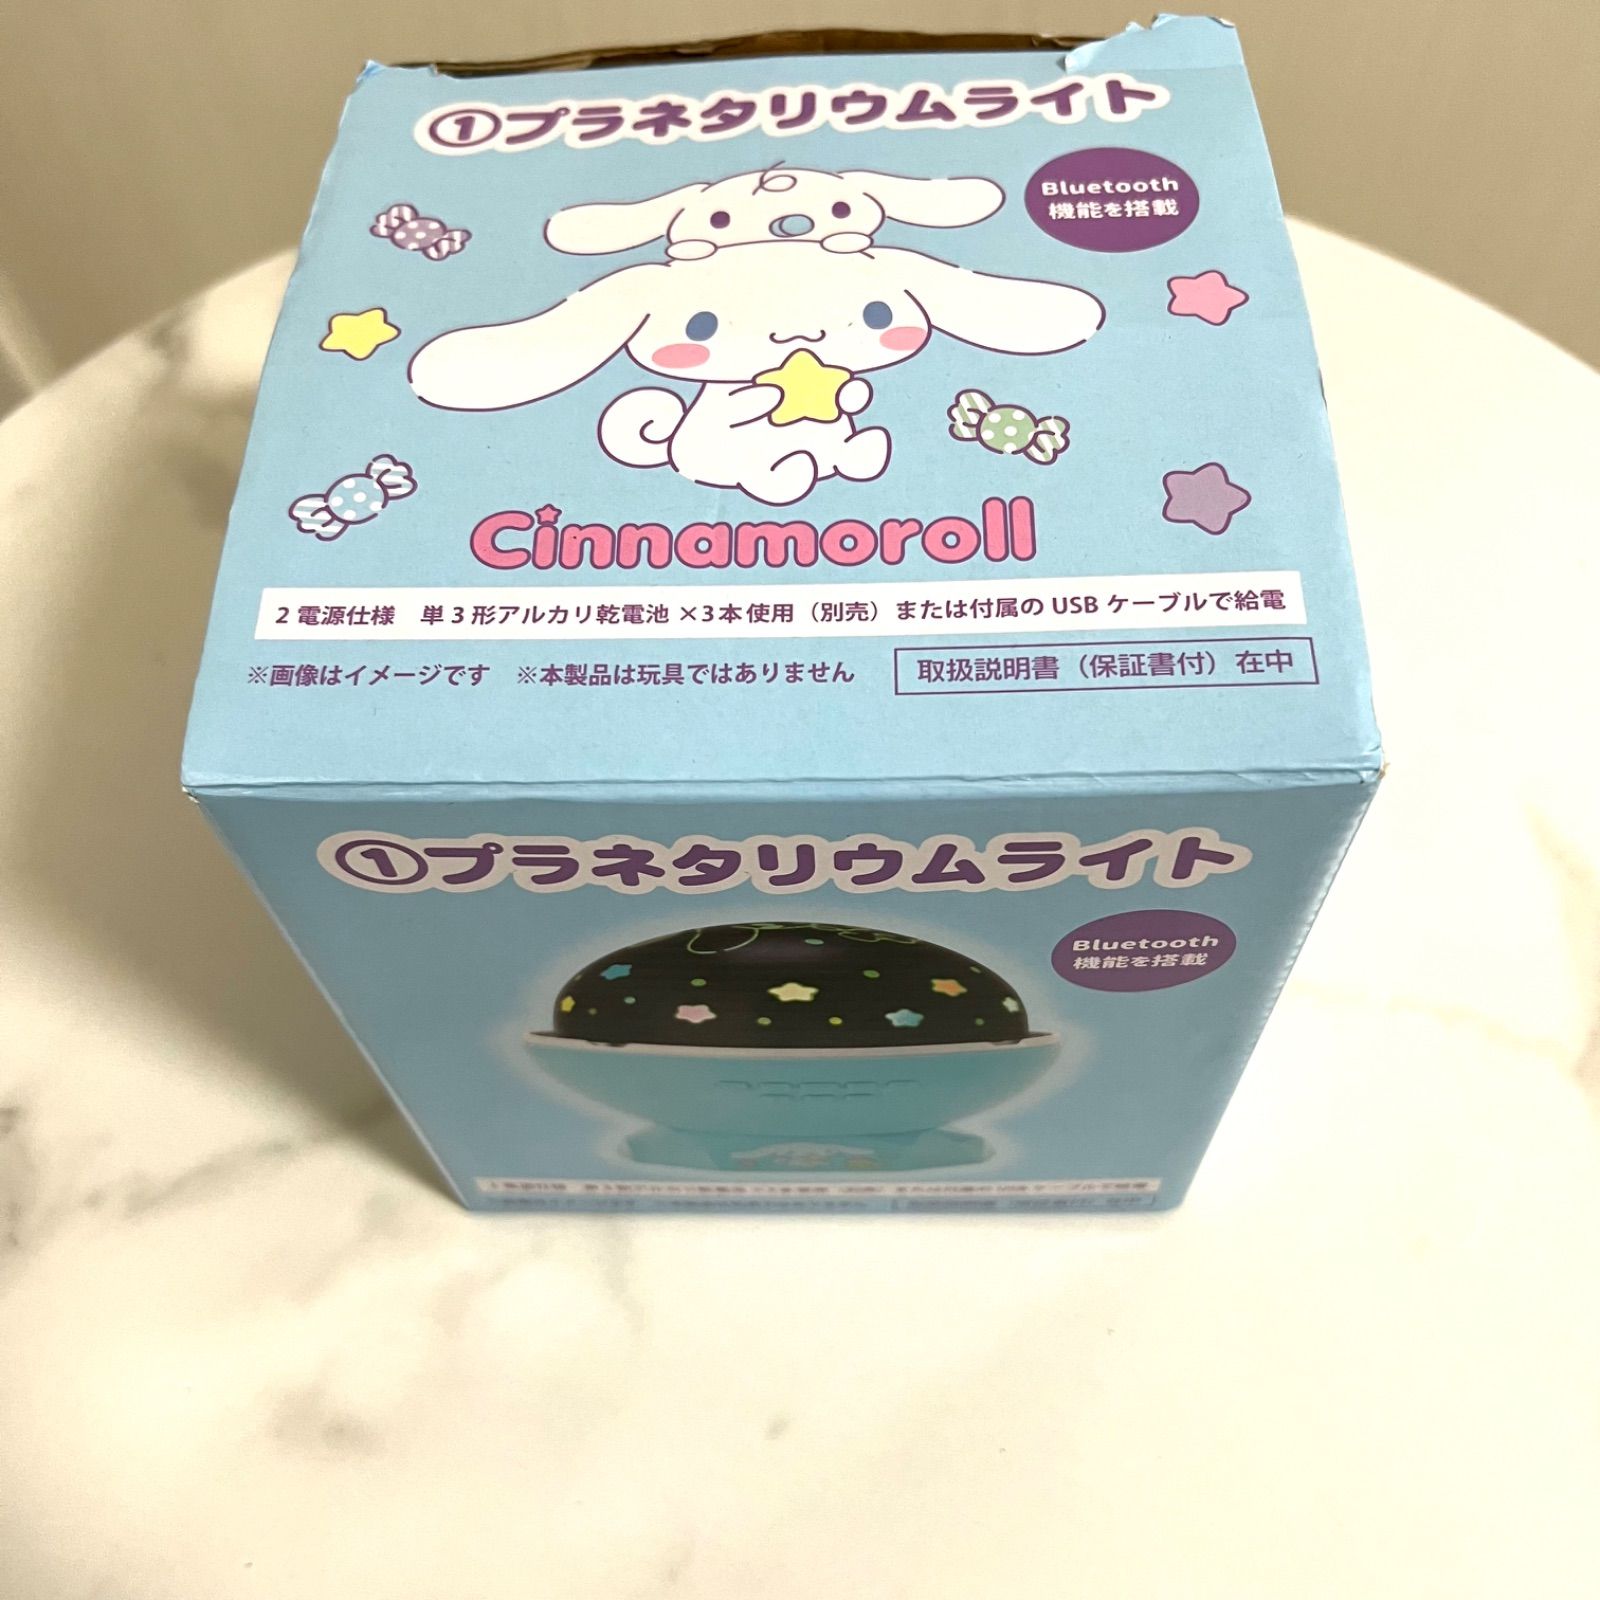 ①プラネタリウムライト
Bluetooth
機能を搭載
Cinnamoroll
2電源仕様 単3形アルカリ乾電池×3本使用（別売）または付属のUSBケーブルで給電
※画像はイメージです ※本製品は玩具ではありません
取扱説明書（保証書付）在中
①プラネタリウムライト
Bluetooth
機能を搭載